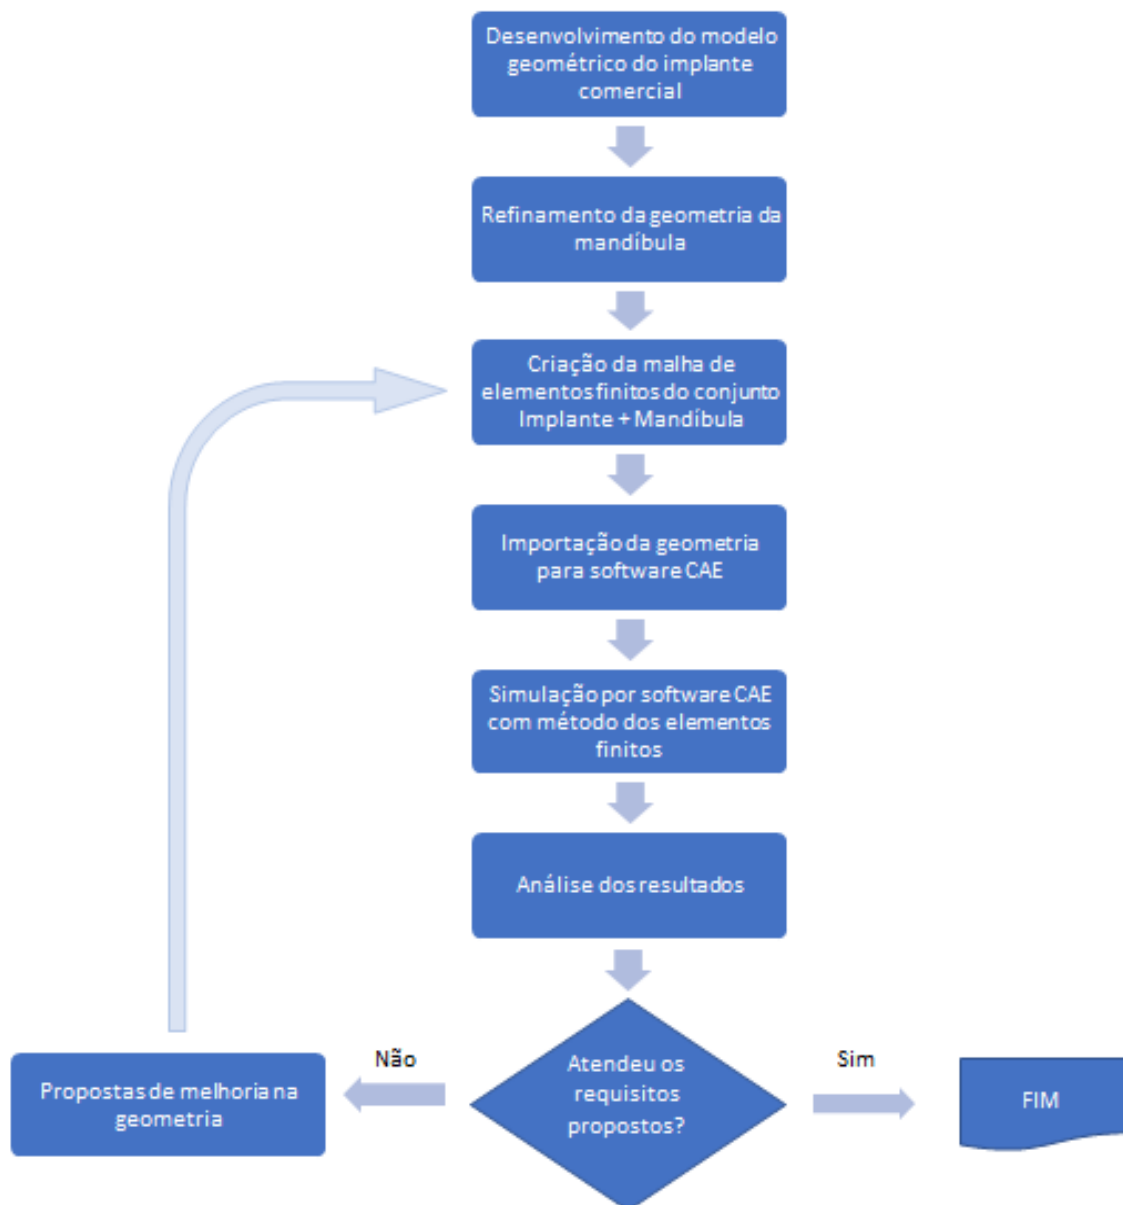 Desenvolvimento do modelo
geométrico do implante
comercial
Refinamento da geometria da
mandíbula
Criação da malha de
elementos finitos do conjunto
Implante + Mandíbula
Importação da geometria
para software CAE
Simulação por software CAE
com método dos elementos
finitos
Análise dos resultados
Atendeu os
requisitos
propostos?
Não
Propostas de melhoria na
geometria
Sim
FIM